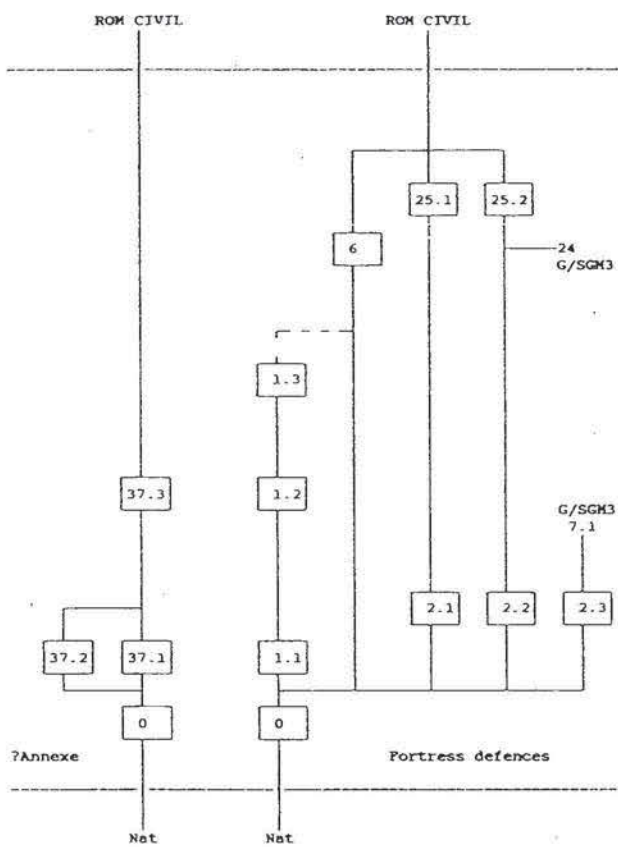 ROM CIVIL ROM CIVIL
25.1 25.2
6 24
G/SGM3
1.3
37.3 1.2 G/SGM3
7.1
2.1 2.2 2.3
37.2 37.1 1.1
0 0
?Annexe Fortress defences
Nat Nat